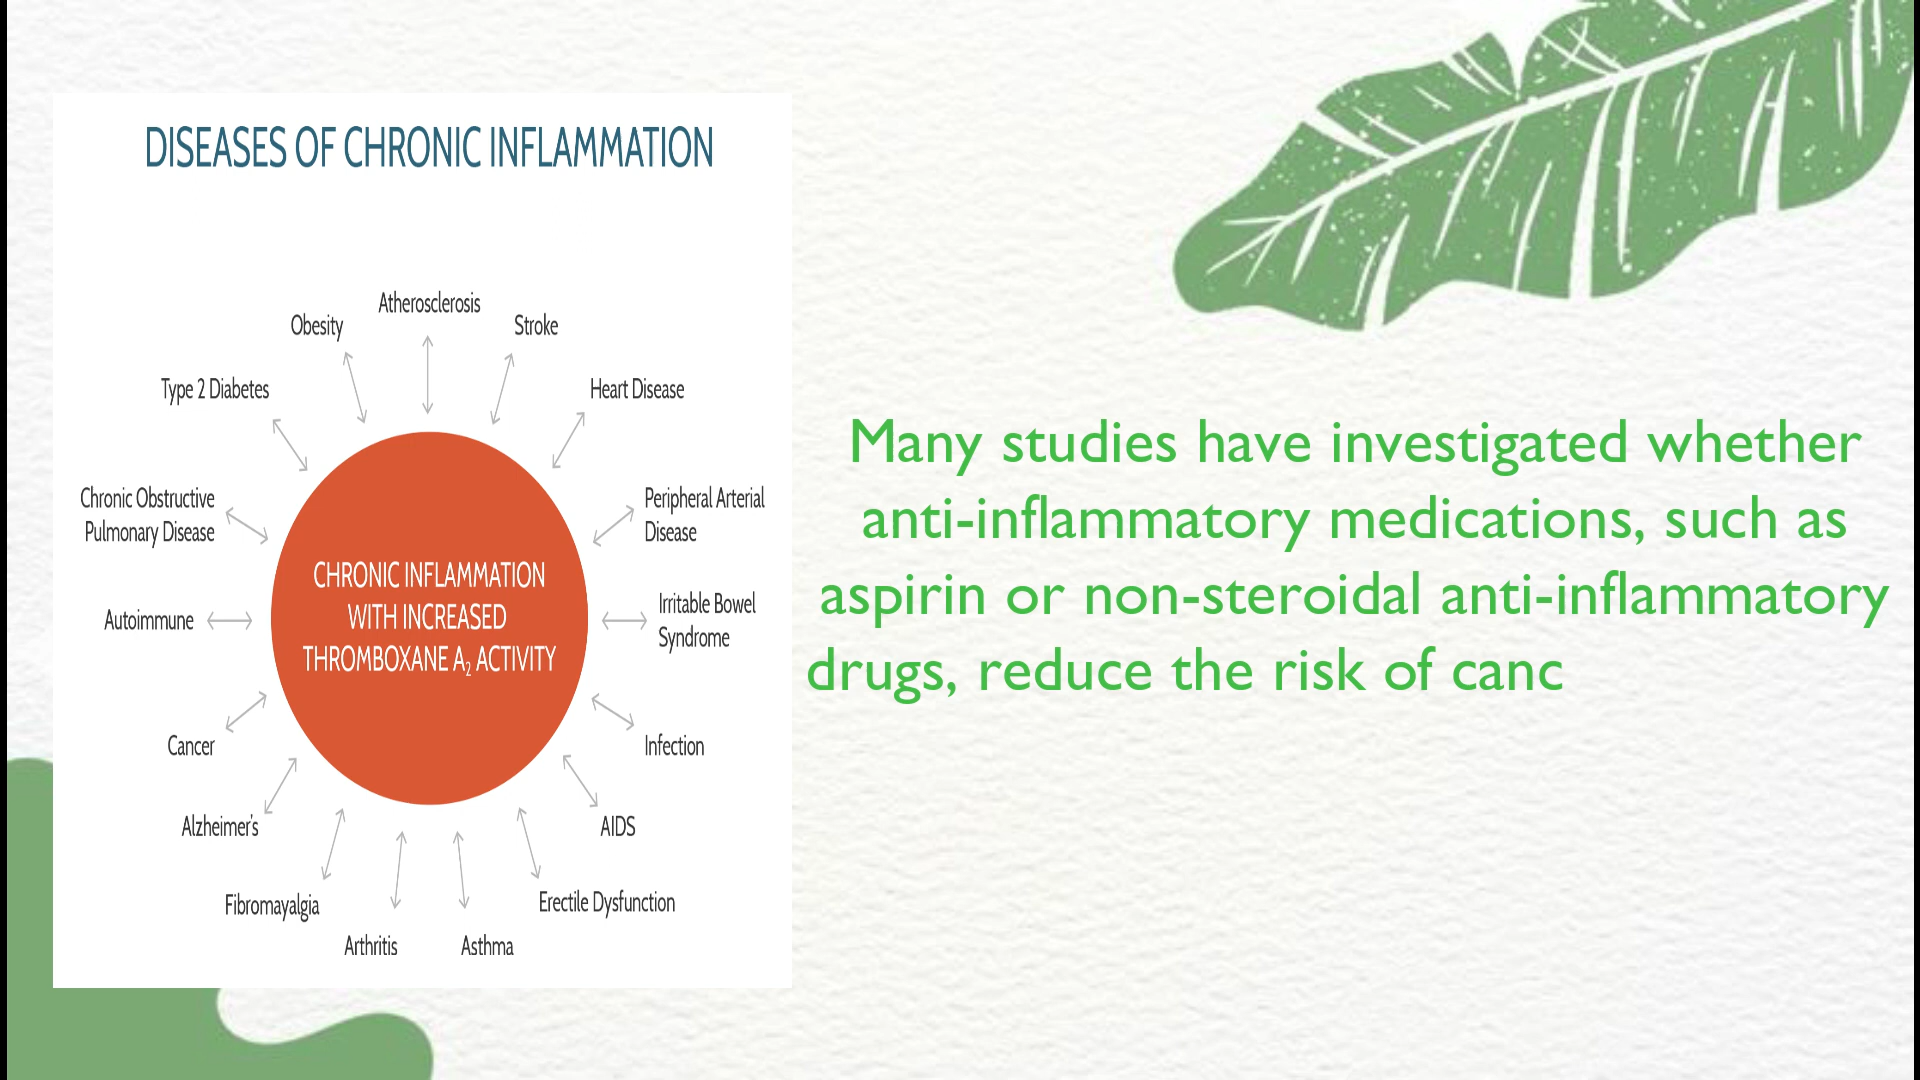 DISEASES OF CHRONIC INFLAMMATION
Atherosclerosis
Obesity
Stroke
Type 2 Diabetes
Heart Disease
Chronic Obstructive
Pulmonary Disease
Peripheral Arterial
Disease
CHRONIC INFLAMMATION
WITH INCREASED
THROMBOXANE A₂ ACTIVITY
Autoimmune
Irritable Bowel
Syndrome
Cancer
Infection
Alzheimer's
AIDS
Fibromayalgia
Erectile Dysfunction
Arthritis
Asthma
Many studies have investigated whether
anti-inflammatory medications, such as
aspirin or non-steroidal anti-inflammatory
drugs, reduce the risk of canc